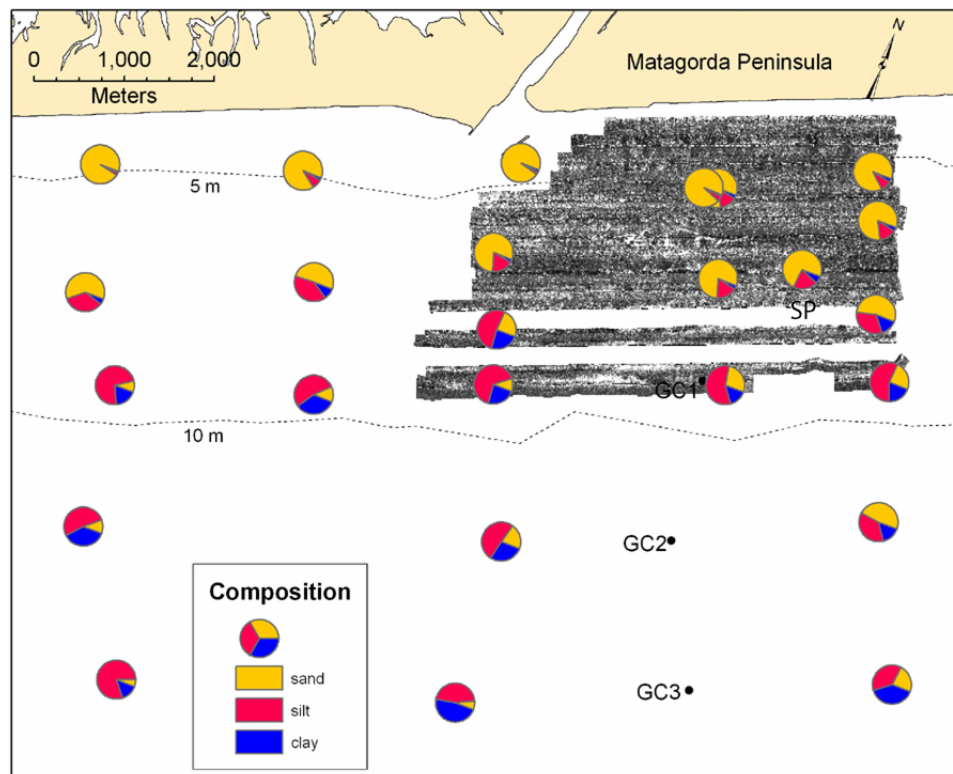 N
0 1,000 2,000
Meters
Matagorda Peninsula
5 m
SP
GC1
10 m
GC2
GC3
Composition
sand
silt
clay